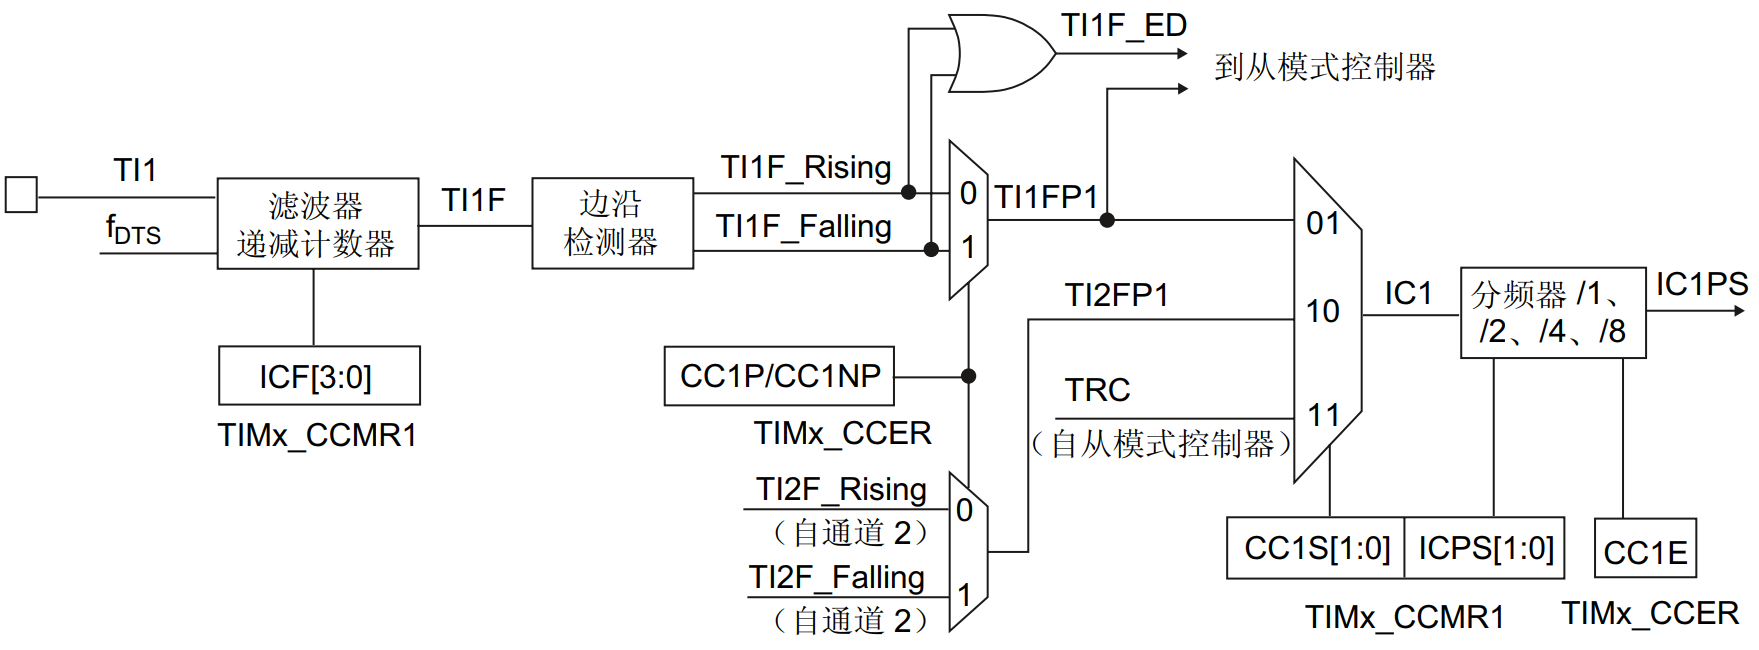 TI1F_ED
到从模式控制器
TI1
fDTS
滤波器
递减计数器
TI1F
边沿
检测器
TI1F_Rising
TI1F_Falling
0
1
TI1FP1
01
TI2FP1
10
TRC
(自从模式控制器)
11
IC1
分频器 /1、
/2、/4、/8
IC1PS
ICF[3:0]
TIMx_CCMR1
CC1P/CC1NP
TIMx_CCER
TI2F_Rising
(自通道 2)
0
TI2F_Falling
(自通道 2)
1
CC1S[1:0]
ICPS[1:0]
TIMx_CCMR1
CC1E
TIMx_CCER